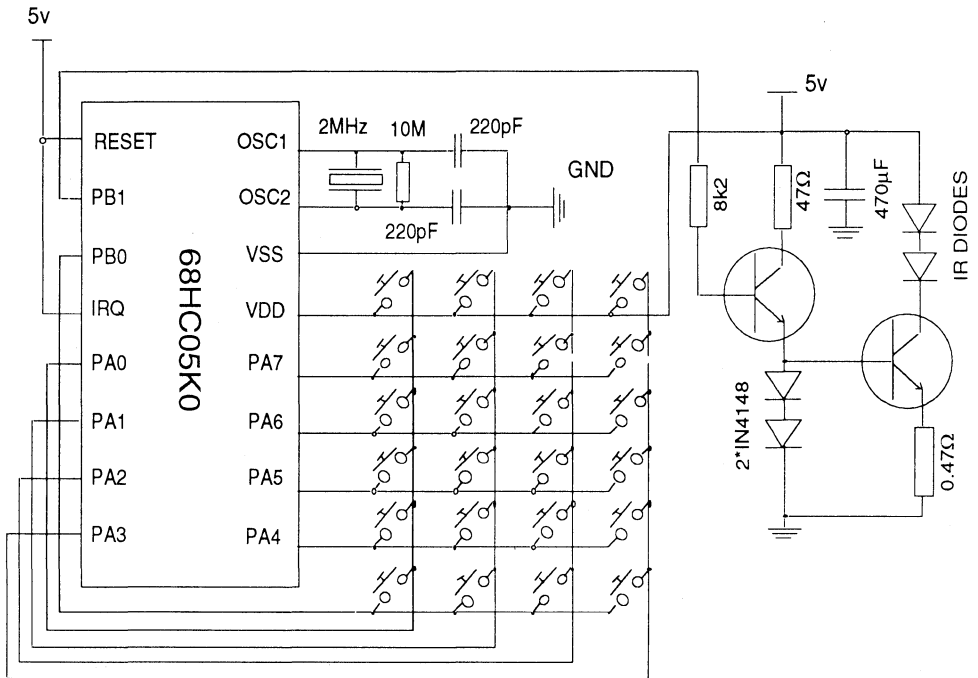 5v
5v
RESET
PB1
PB0
IRQ
PA0
PA1
PA2
PA3
68HC05K0
OSC1
OSC2
VSS
VDD
PA7
PA6
PA5
PA4
2MHz
10M
220pF
220pF
GND
8k2
47Ω
470µF
IR DIODES
2*IN4148
0.47Ω